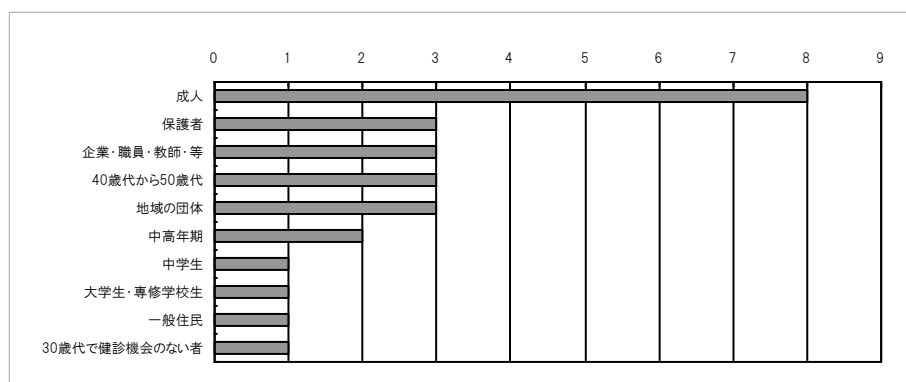 0 1 2 3 4 5 6 7 8 9
成人
保護者
企業・職員・教師・等
40歳代から50歳代
地域の団体
中高年期
中学生
大学生・専修学校生
一般住民
30歳代で健診機会のない者